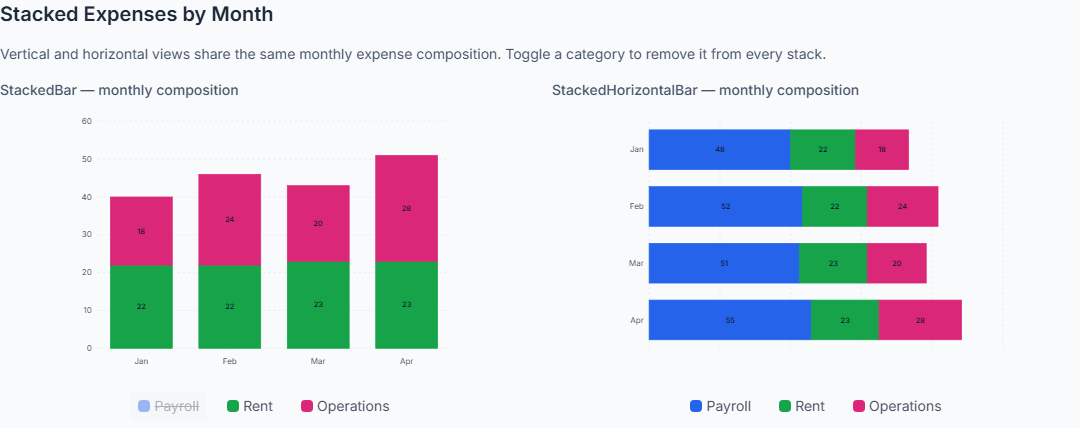 Stacked Expenses by Month
Vertical and horizontal views share the same monthly expense composition. Toggle a category to remove it from every stack.
StackedBar — monthly composition
60
50
40
30
20
10
0
18
24
20
28
22
22
23
23
Jan
Feb
Mar
Apr
Payroll
Rent
Operations
StackedHorizontalBar — monthly composition
Jan 48 22 18
Feb 52 22 24
Mar 51 23 20
Apr 55 23 28
Payroll
Rent
Operations